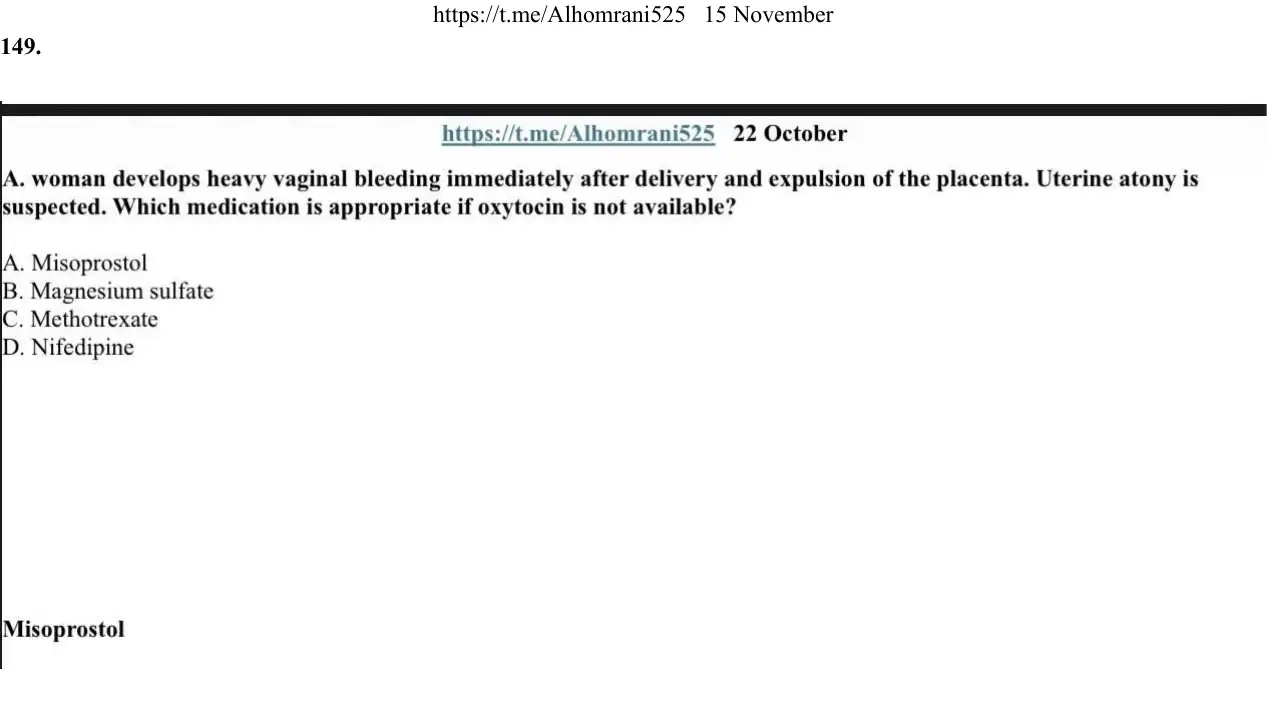 https://t.me/Alhomrani525 15 November
149.
https://t.me/Alhomrani525 22 October
A. woman develops heavy vaginal bleeding immediately after delivery and expulsion of the placenta. Uterine atony is
suspected. Which medication is appropriate if oxytocin is not available?
A. Misoprostol
B. Magnesium sulfate
C. Methotrexate
D. Nifedipine
Misoprostol